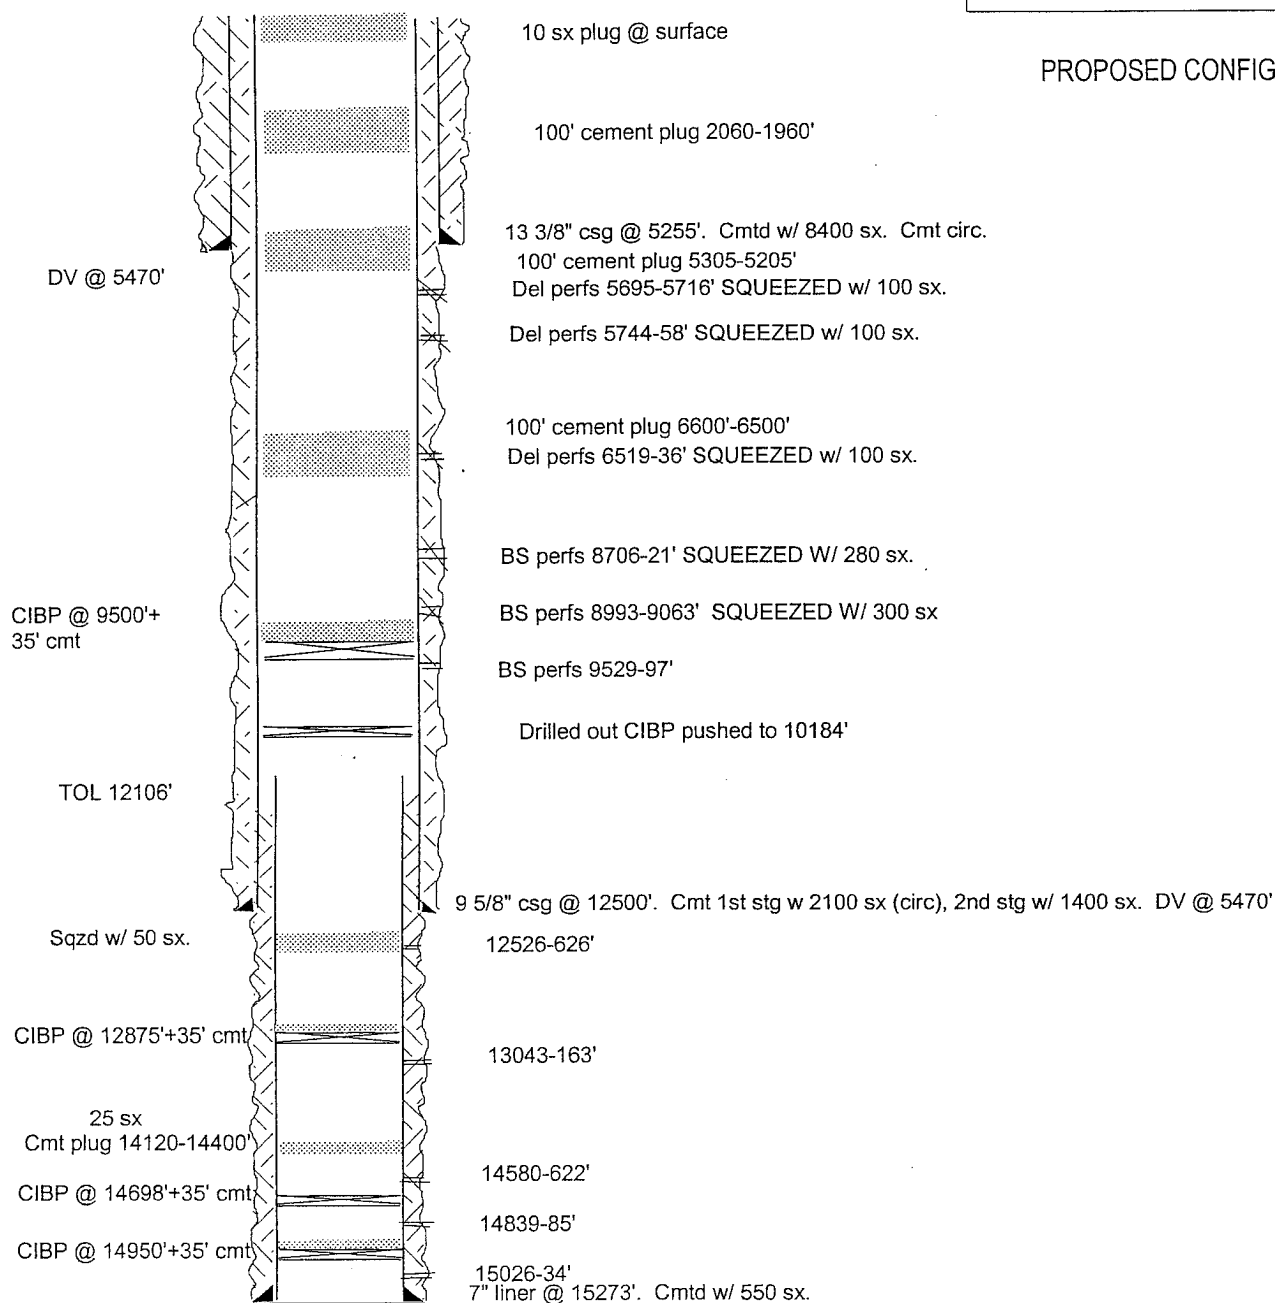 10 sx plug @ surface
PROPOSED CONFIG
100' cement plug 2060-1960'
13 3/8" csg @ 5255'. Cmtd w/ 8400 sx. Cmt circ.
100' cement plug 5305-5205'
DV @ 5470'
Del perfs 5695-5716' SQUEEZED w/ 100 sx.
Del perfs 5744-58' SQUEEZED w/ 100 sx.
100' cement plug 6600'-6500'
Del perfs 6519-36' SQUEEZED w/ 100 sx.
BS perfs 8706-21' SQUEEZED W/ 280 sx.
CIBP @ 9500'+
35' cmt
BS perfs 8993-9063' SQUEEZED W/ 300 sx
BS perfs 9529-97'
Drilled out CIBP pushed to 10184'
TOL 12106'
9 5/8" csg @ 12500'. Cmt 1st stg w 2100 sx (circ), 2nd stg w/ 1400 sx. DV @ 5470'
Sqzd w/ 50 sx.
12526-626'
CIBP @ 12875'+35' cmt
13043-163'
25 sx
Cmt plug 14120-14400'
14580-622'
CIBP @ 14698'+35' cmt
14839-85'
CIBP @ 14950'+35' cmt
15026-34'
7" liner @ 15273'. Cmtd w/ 550 sx.